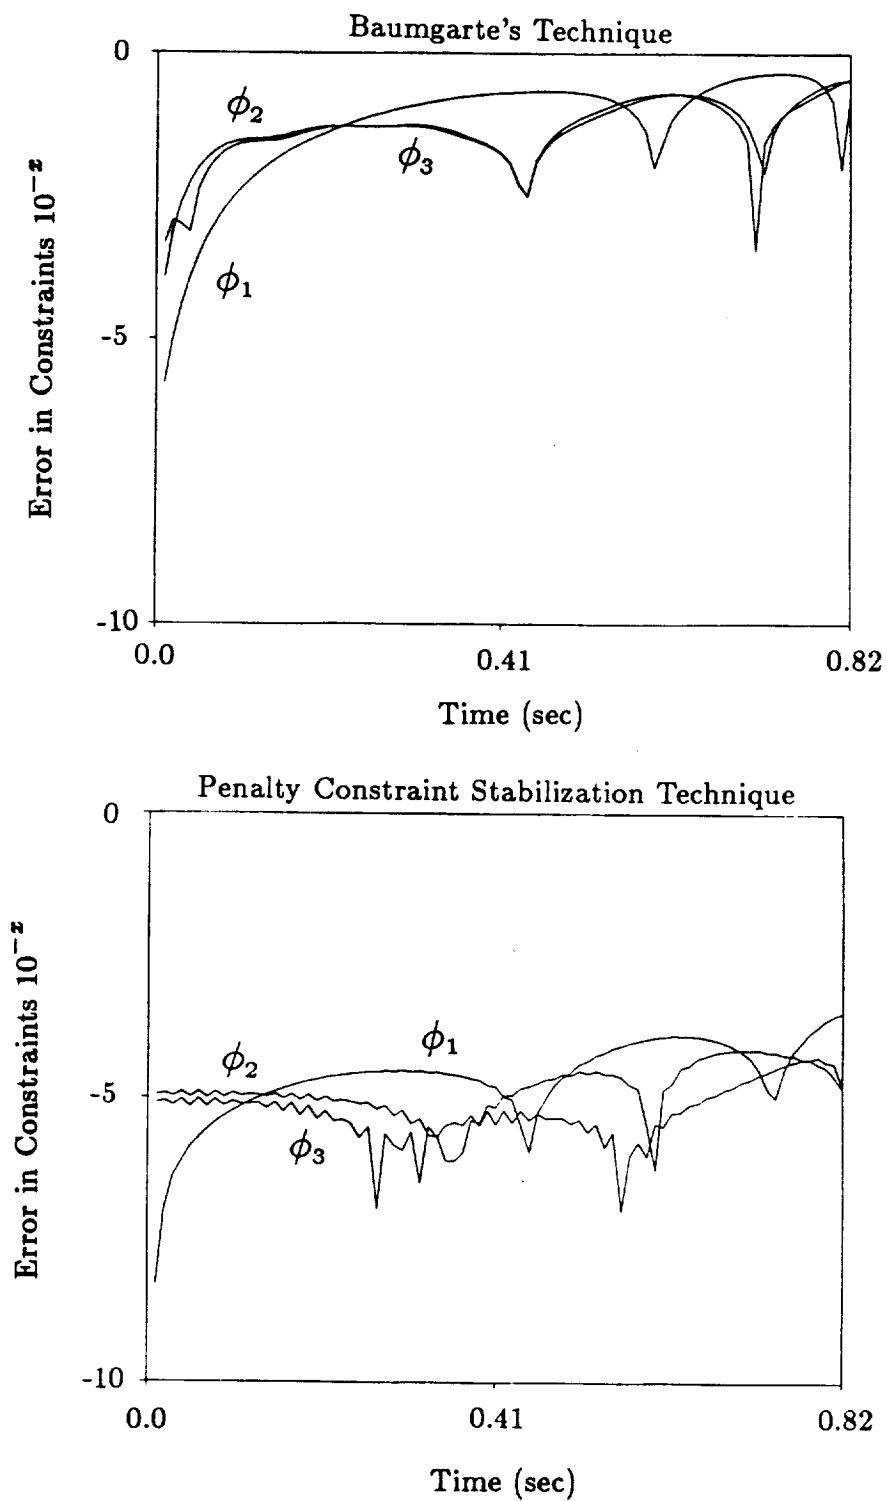 Baumgarte's Technique
0
ϕ₂
ϕ₃
ϕ₁
-5
-10
Error in Constraints 10⁻ˣ
0.0
0.41
0.82
Time (sec)
Penalty Constraint Stabilization Technique
0
ϕ₁
ϕ₂
-5
ϕ₃
-10
Error in Constraints 10⁻ˣ
0.0
0.41
0.82
Time (sec)